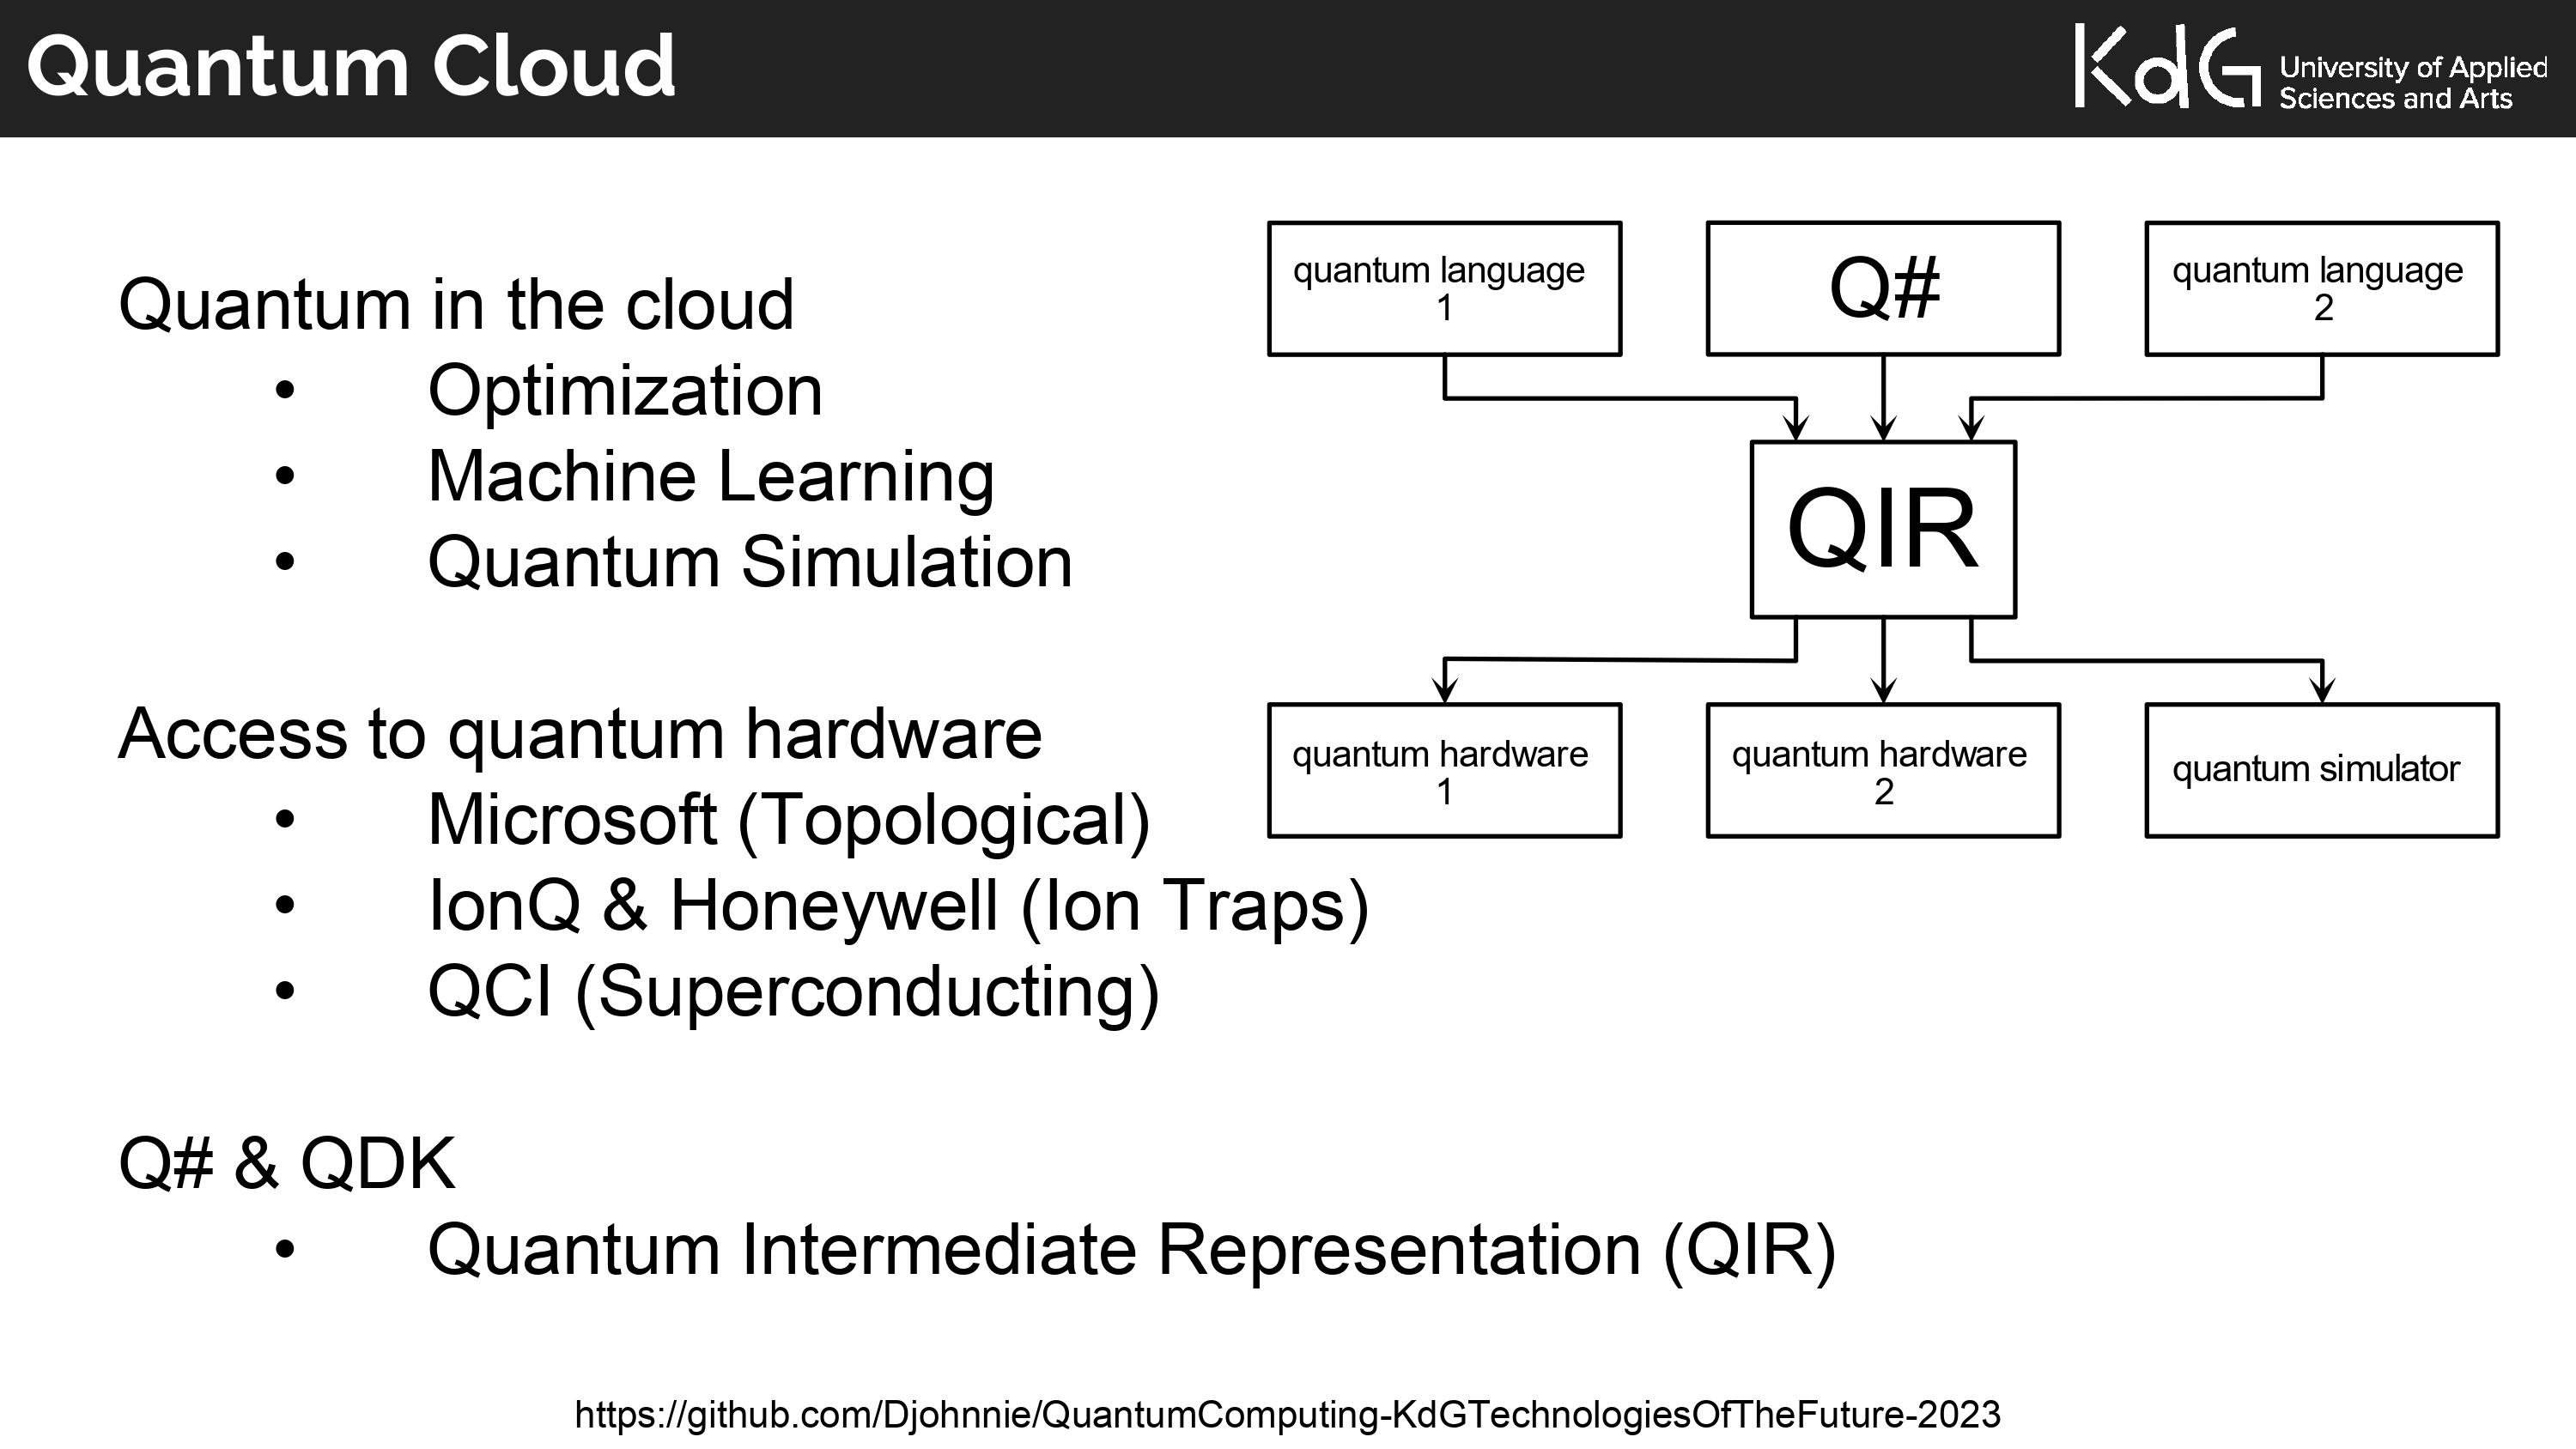 Quantum Cloud
KdG University of Applied
Sciences and Arts
Quantum in the cloud
• Optimization
• Machine Learning
• Quantum Simulation
Access to quantum hardware
• Microsoft (Topological)
• IonQ & Honeywell (Ion Traps)
• QCI (Superconducting)
Q# & QDK
• Quantum Intermediate Representation (QIR)
quantum language
1
Q#
quantum language
2
QIR
quantum hardware
1
quantum hardware
2
quantum simulator
https://github.com/Djohnnie/QuantumComputing-KdGTechnologiesOfTheFuture-2023